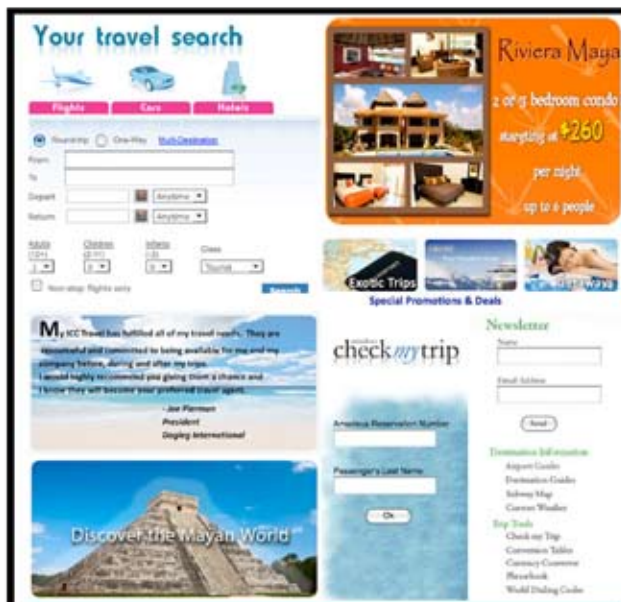 Your travel search
Flights
Cars
Hotels
Round-trip
One-Way
Multi-Destination
From
To
Depart
Anytime
Return
Anytime
Adults
Children
Infants
Class
Tourist
Non-stop flights only
Search
Riviera Maya
2 or 3 bedroom condo
starting at $260
per night
up to 6 people
Exotic Trips
Getaways
Special Promotions & Deals
My ICC Travel has fulfilled all of my travel needs. They are
resourceful and committed to being available for me and my
company before, during and after my trips.
I would highly recommend you giving them a chance and
I know they will become your preferred travel agent.
- Joe Pierman
President
International
Discover the Mayan World
checkmytrip
Amadeus Reservation Number
Passenger's Last Name
Ok
Newsletter
Name
Email Address
Send
Destination Information
Airport Guides
Destination Guides
Subway Map
Current Weather
Trip Tools
Check my Trip
Conversion Tables
Currency Converter
Phrasebook
World Dialing Codes